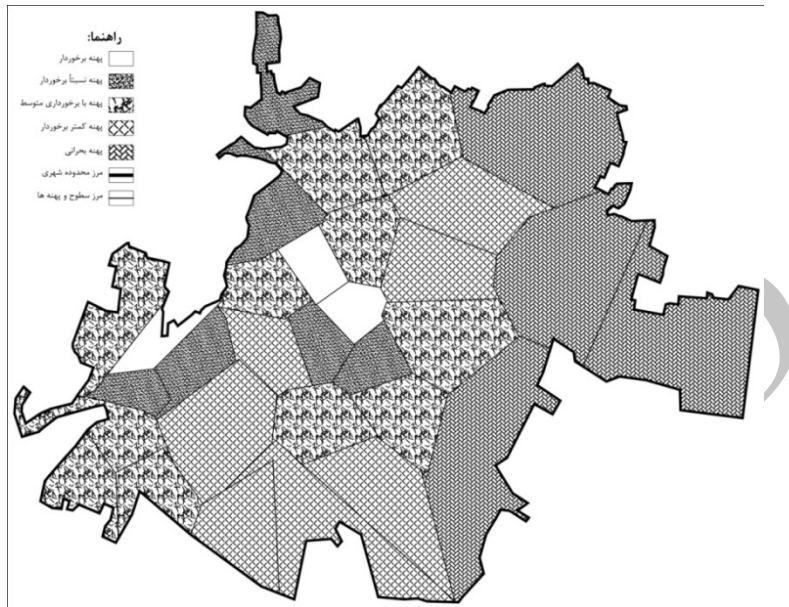 راهنما:
پهنه برخوردار
پهنه نسبتاً برخوردار
پهنه با برخورداری متوسط
پهنه کمتر برخوردار
پهنه بحرانی
مرز محدوده شهری
مرز سطوح و پهنه ها